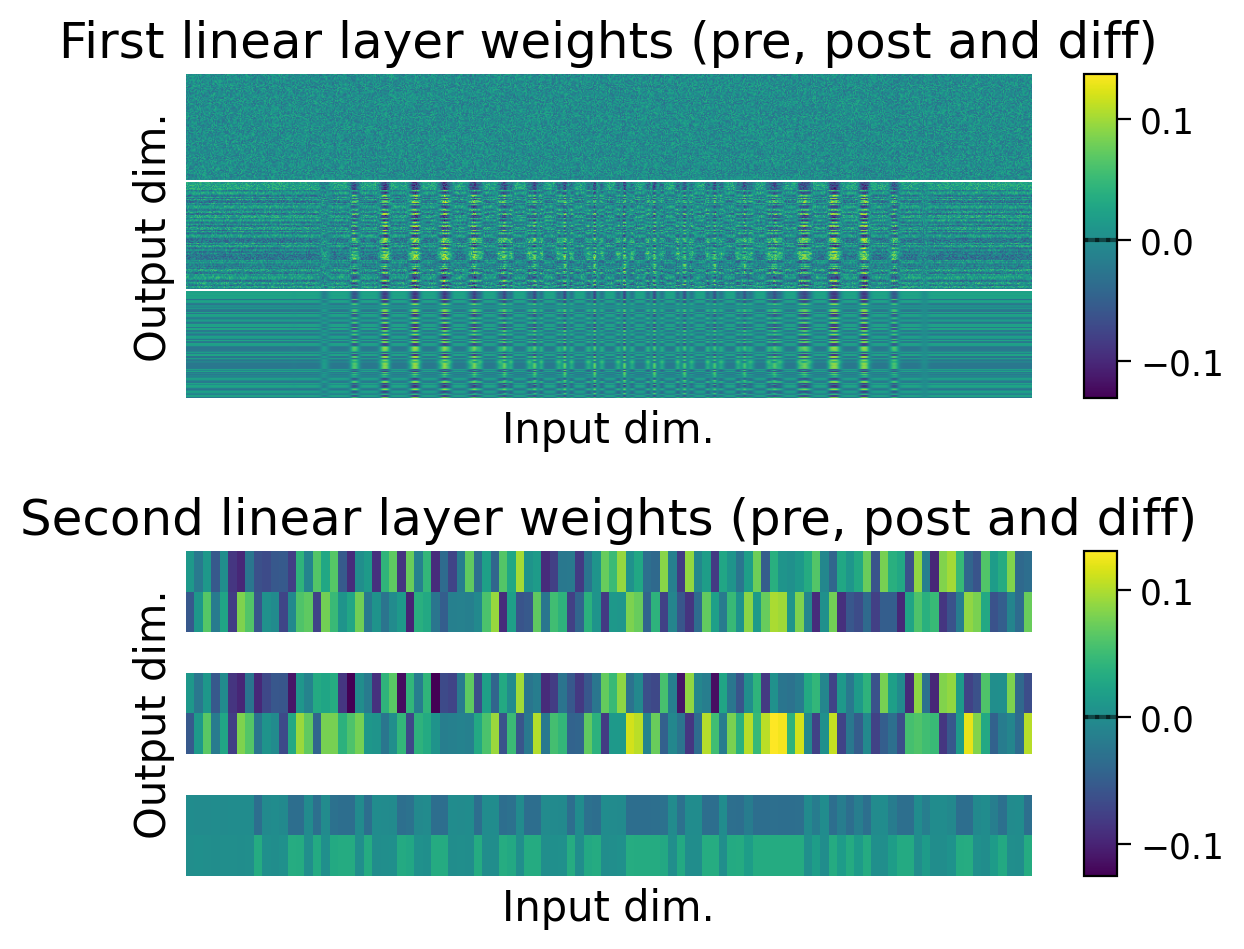 First linear layer weights (pre, post and diff)
Output dim.
0.1
0.0
−0.1
Input dim.
Second linear layer weights (pre, post and diff)
Output dim.
0.1
0.0
−0.1
Input dim.